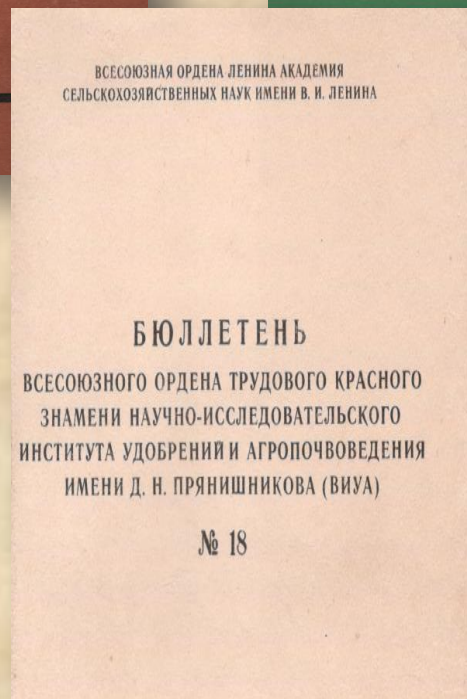 ВСЕСОЮЗНАЯ ОРДЕНА ЛЕНИНА АКАДЕМИЯ
СЕЛЬСКОХОЗЯЙСТВЕННЫХ НАУК ИМЕНИ В. И. ЛЕНИНА
БЮЛЛЕТЕНЬ
ВСЕСОЮЗНОГО ОРДЕНА ТРУДОВОГО КРАСНОГО
ЗНАМЕНИ НАУЧНО-ИССЛЕДОВАТЕЛЬСКОГО
ИНСТИТУТА УДОБРЕНИЙ И АГРОПОЧВОВЕДЕНИЯ
ИМЕНИ Д. Н. ПРЯНИШНИКОВА (ВИУА)
№ 18